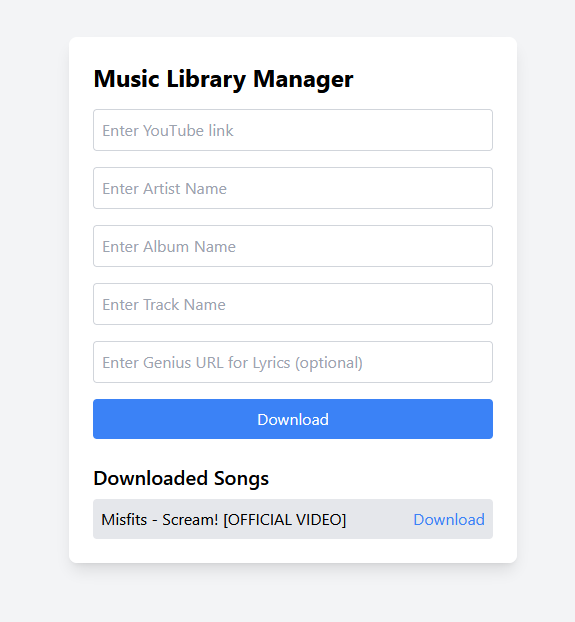 Music Library Manager
Enter YouTube link
Enter Artist Name
Enter Album Name
Enter Track Name
Enter Genius URL for Lyrics (optional)
Download
Downloaded Songs
Misfits - Scream! [OFFICIAL VIDEO] Download